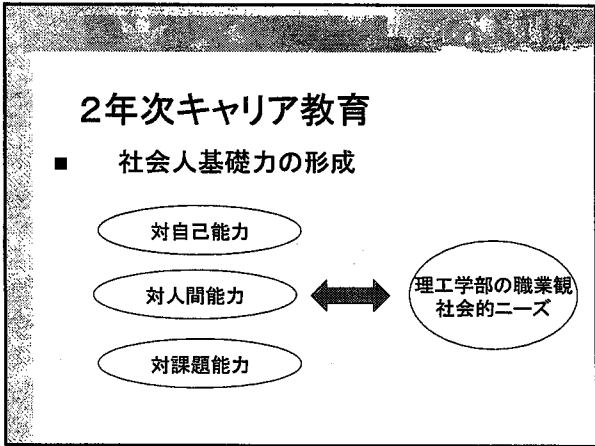 2年次キャリア教育
■ 社会人基礎力の形成
対自己能力
対人間能力
対課題能力
理工学部の職業観
社会的ニーズ